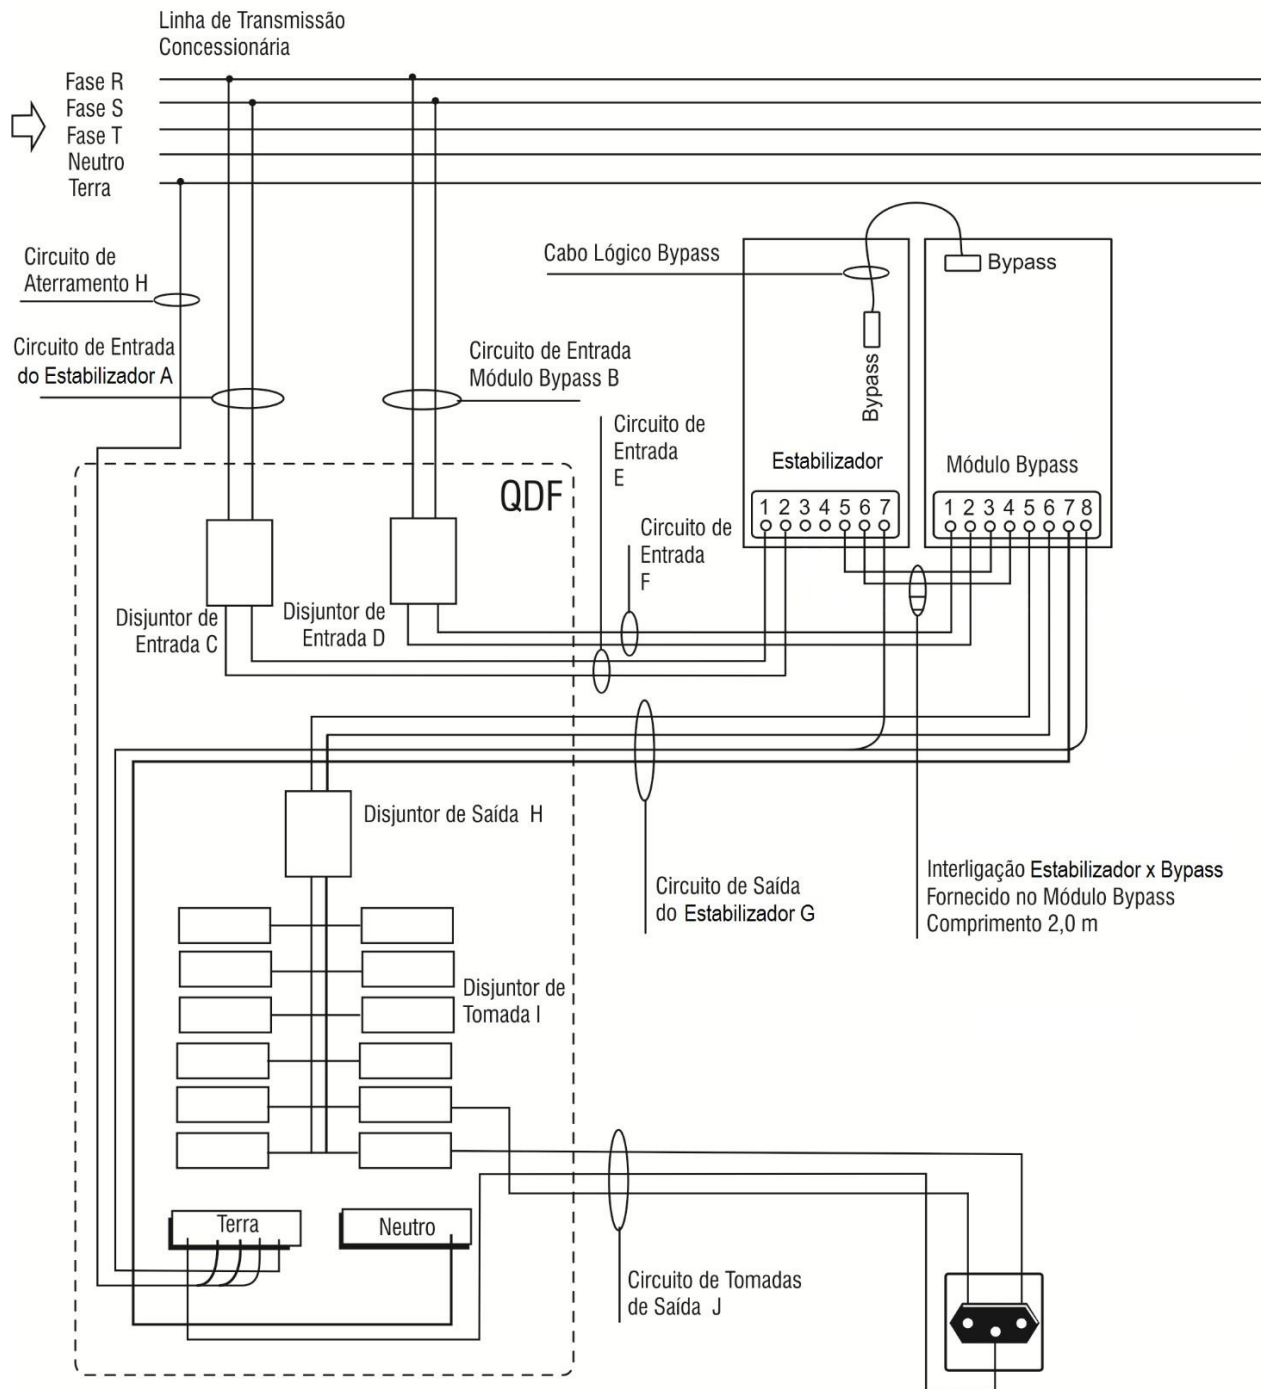 Linha de Transmissão
Concessionária
Fase R
Fase S
Fase T
Neutro
Terra
Circuito de
Aterramento H
Cabo Lógico Bypass
Bypass
Bypass
Circuito de Entrada
do Estabilizador A
Circuito de Entrada
Módulo Bypass B
Circuito de
Entrada
E
Estabilizador
Módulo Bypass
QDF
1 2 3 4 5 6 7
1 2 3 4 5 6 7 8
Circuito de
Entrada
F
Disjuntor de
Entrada C
Disjuntor de
Entrada D
Disjuntor de Saída H
Circuito de Saída
do Estabilizador G
Interligação Estabilizador x Bypass
Fornecido no Módulo Bypass
Comprimento 2,0 m
Disjuntor de
Tomada I
Terra
Neutro
Circuito de Tomadas
de Saída J